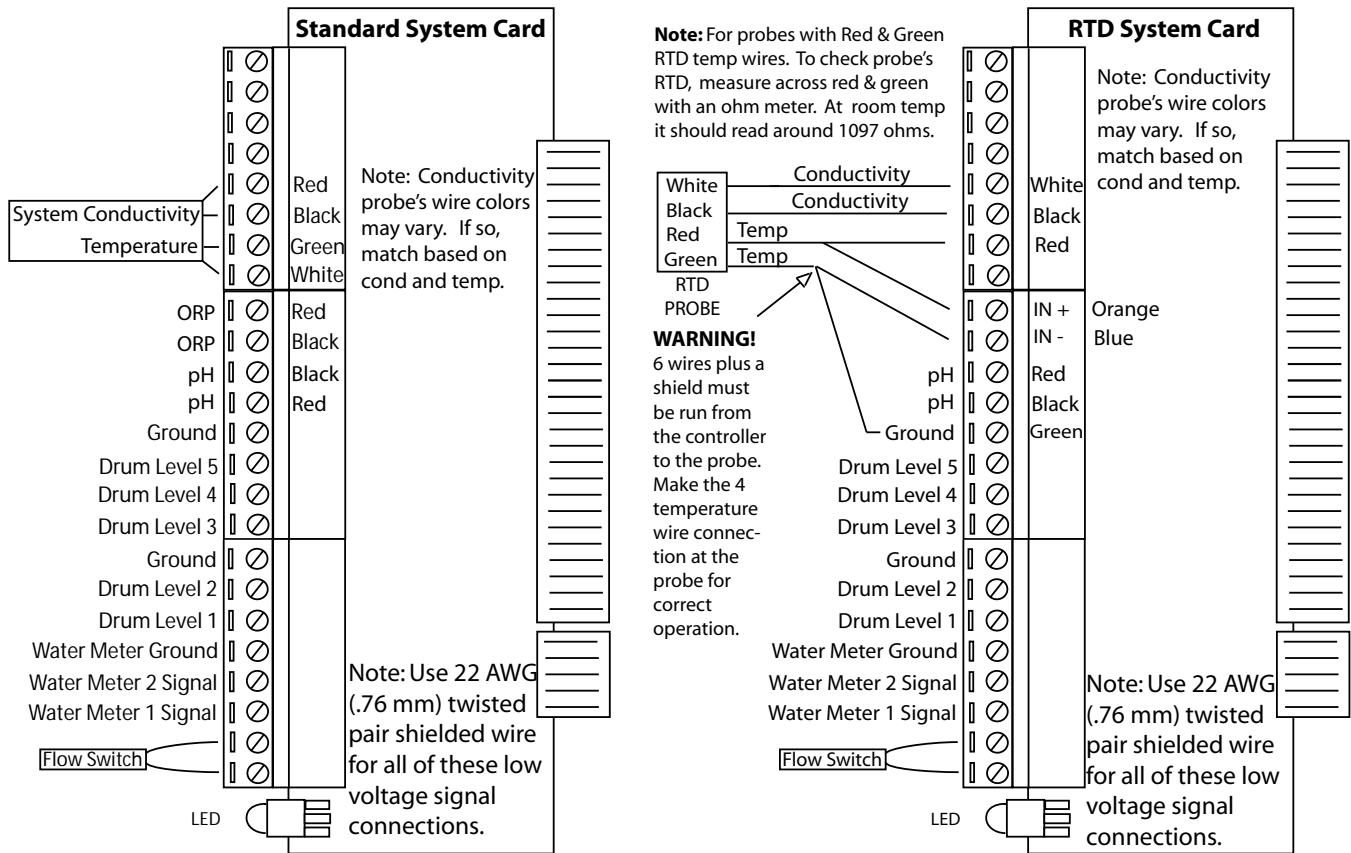 Standard System Card
System Conductivity
Temperature
Red
Black
Green
White
Note: Conductivity
probe's wire colors
may vary. If so,
match based on
cond and temp.
ORP
Red
ORP
Black
pH
Black
pH
Red
Ground
Drum Level 5
Drum Level 4
Drum Level 3
Ground
Drum Level 2
Drum Level 1
Water Meter Ground
Water Meter 2 Signal
Water Meter 1 Signal
Flow Switch
LED
Note: Use 22 AWG
(.76 mm) twisted
pair shielded wire
for all of these low
voltage signal
connections.
Note: For probes with Red & Green
RTD temp wires. To check probe's
RTD, measure across red & green
with an ohm meter. At room temp
it should read around 1097 ohms.
White
Black
Red
Green
RTD
PROBE
Conductivity
Conductivity
Temp
Temp
WARNING!
6 wires plus a
shield must
be run from
the controller
to the probe.
Make the 4
temperature
wire connec-
tion at the
probe for
correct
operation.
RTD System Card
Note: Conductivity
probe's wire colors
may vary. If so,
match based on
cond and temp.
White
Black
Red
IN + Orange
IN - Blue
pH
Red
pH
Black
Ground
Green
Drum Level 5
Drum Level 4
Drum Level 3
Ground
Drum Level 2
Drum Level 1
Water Meter Ground
Water Meter 2 Signal
Water Meter 1 Signal
Flow Switch
LED
Note: Use 22 AWG
(.76 mm) twisted
pair shielded wire
for all of these low
voltage signal
connections.